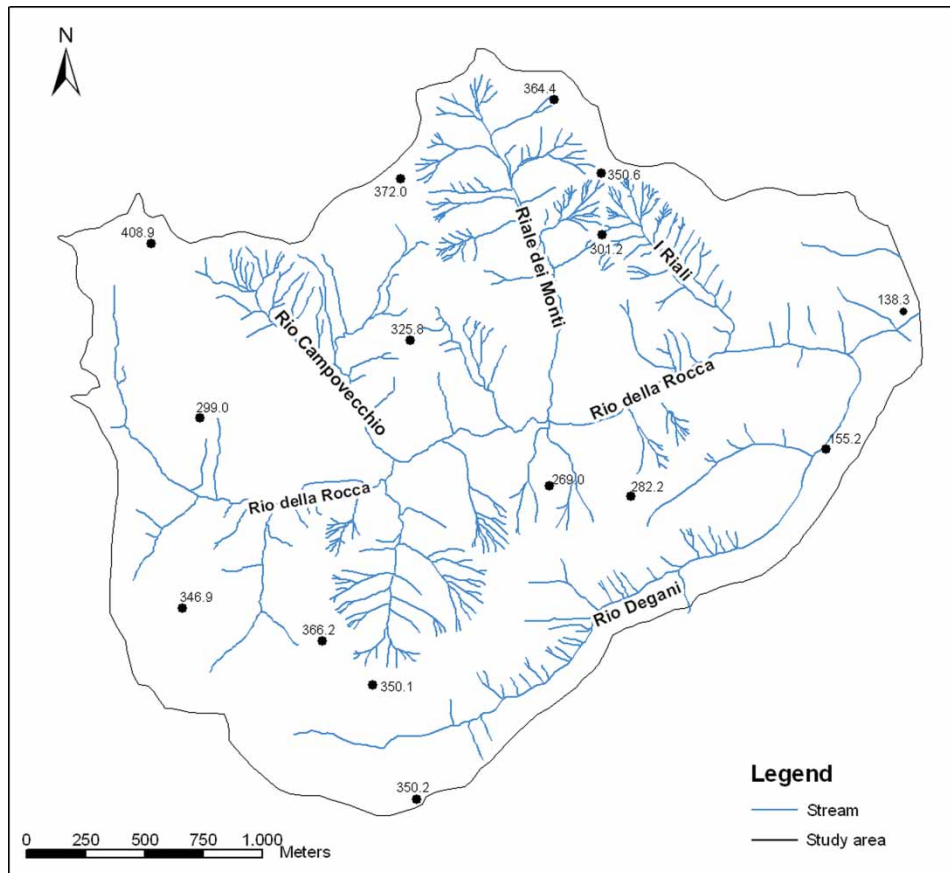 N
364.4
372.0
350.6
408.9
Riale dei Monti
301.2
I Riali
138.3
Rio Campovecchio
325.8
Rio della Rocca
299.0
155.2
269.0
282.2
Rio della Rocca
346.9
Rio Degani
366.2
350.1
350.2
Legend
Stream
Study area
0 250 500 750 1.000
Meters